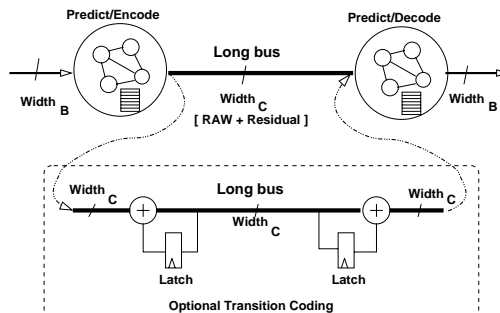 Predict/Encode
Predict/Decode
Long bus
Width B
Width C
Width B
[ RAW + Residual ]
Width C
Long bus
Width C
Width C
+
+
Latch
Latch
Optional Transition Coding